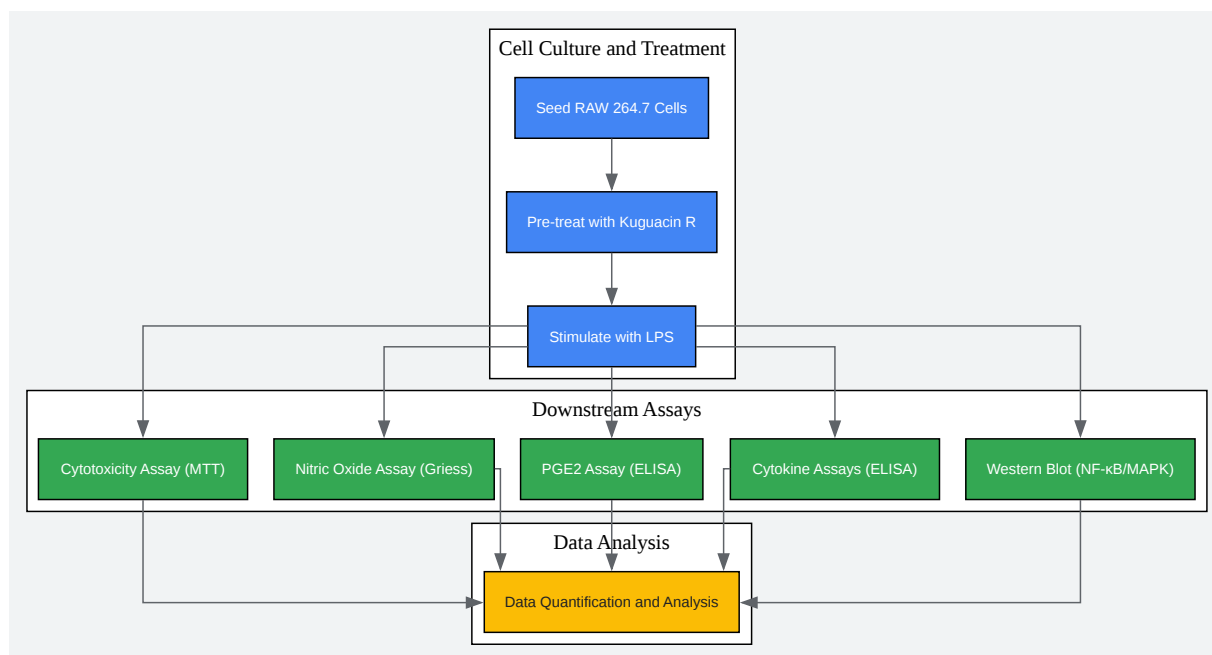 Cell Culture and Treatment
Seed RAW 264.7 Cells
Pre-treat with Kuguacin R
Stimulate with LPS
Downstream Assays
Cytotoxicity Assay (MTT)
Nitric Oxide Assay (Griess)
PGE2 Assay (ELISA)
Cytokine Assays (ELISA)
Western Blot (NF-κB/MAPK)
Data Analysis
Data Quantification and Analysis